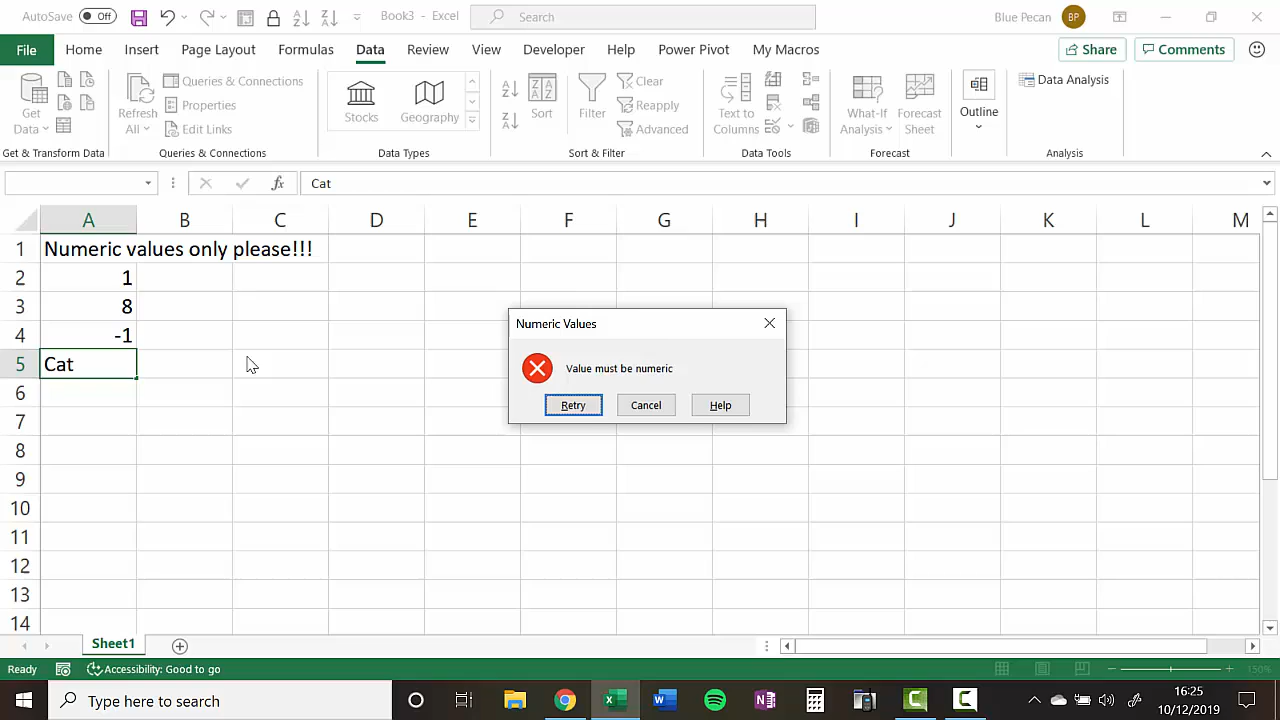 AutoSave Off Book3 - Excel Search Blue Pecan BP
File Home Insert Page Layout Formulas Data Review View Developer Help Power Pivot My Macros Share Comments
Get Data
Refresh All
Queries & Connections
Properties
Edit Links
Stocks
Geography
Sort
Filter
Clear
Reapply
Advanced
Text to Columns
What-If Analysis
Forecast Sheet
Outline
Data Analysis
Get & Transform Data Queries & Connections Data Types Sort & Filter Data Tools Forecast Analysis
fx Cat
A B C D E F G H I J K L M
1 Numeric values only please!!!
2 1
3 8
4 -1
5 Cat
6
7
8
9
10
11
12
13
14
Numeric Values
Value must be numeric
Retry Cancel Help
Sheet1
Ready Accessibility: Good to go 150%
Type here to search
16:25
10/12/2019